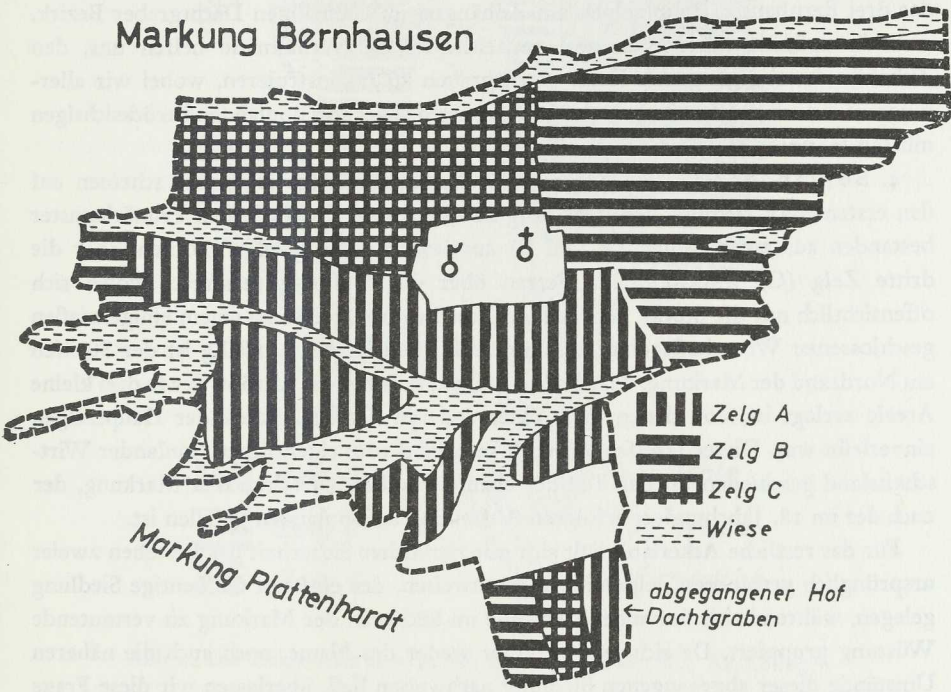 Markung Bernhausen
Zelg A
Zelg B
Zelg C
Wiese
Markung Plattenhardt
abgegangener Hof
Dachtgraben